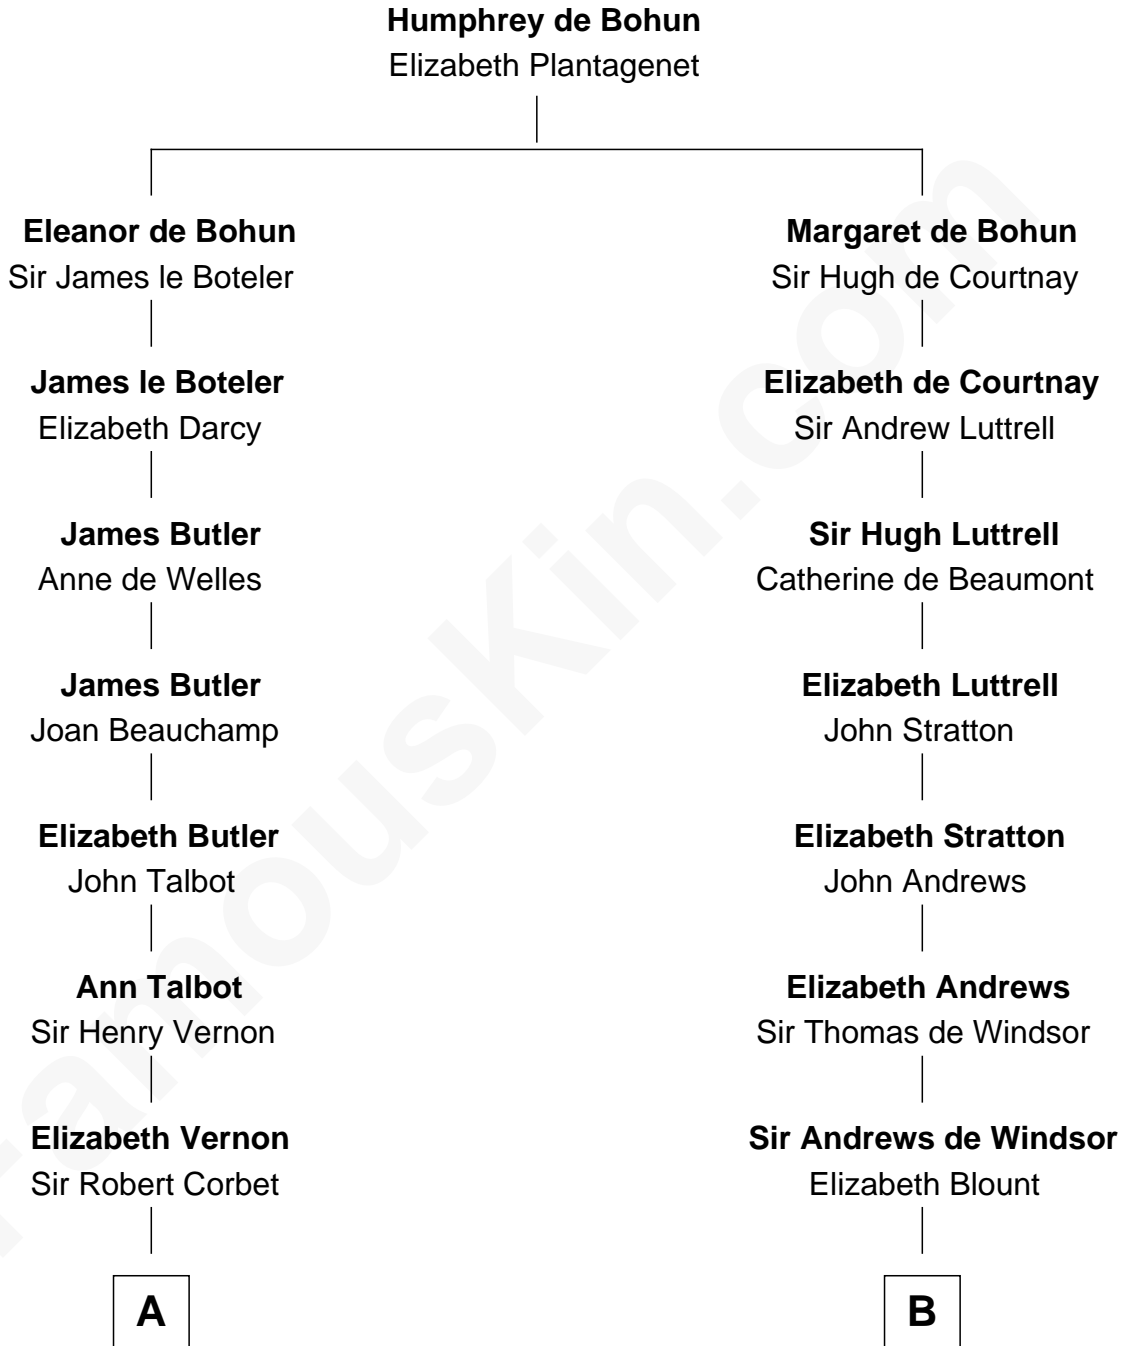 Humphrey de Bohun
Elizabeth Plantagenet
Eleanor de Bohun
Sir James le Boteler
James le Boteler
Elizabeth Darcy
James Butler
Anne de Welles
James Butler
Joan Beauchamp
Elizabeth Butler
John Talbot
Ann Talbot
Sir Henry Vernon
Elizabeth Vernon
Sir Robert Corbet
A
Margaret de Bohun
Sir Hugh de Courtnay
Elizabeth de Courtnay
Sir Andrew Luttrell
Sir Hugh Luttrell
Catherine de Beaumont
Elizabeth Luttrell
John Stratton
Elizabeth Stratton
John Andrews
Elizabeth Andrews
Sir Thomas de Windsor
Sir Andrews de Windsor
Elizabeth Blount
B
FamousKin.com